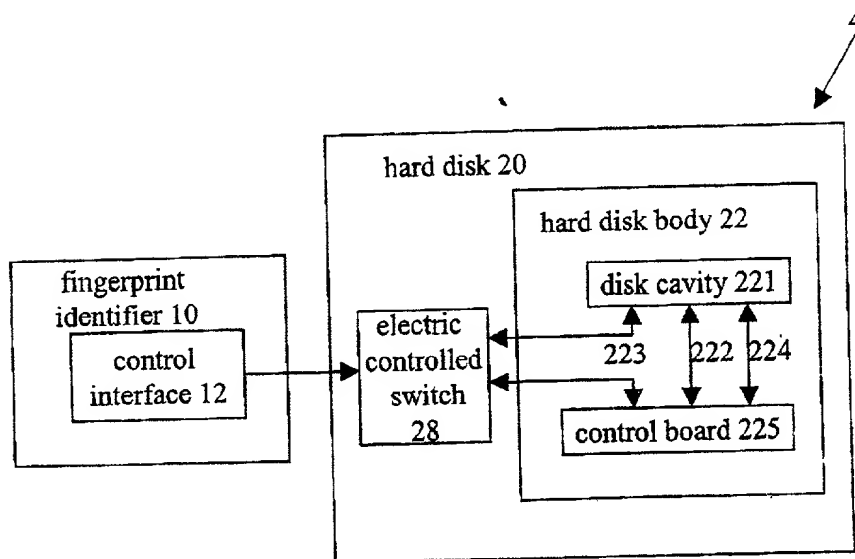 hard disk 20
hard disk body 22
fingerprint
identifier 10
control
interface 12
electric
controlled
switch
28
disk cavity 221
223
222
224
control board 225